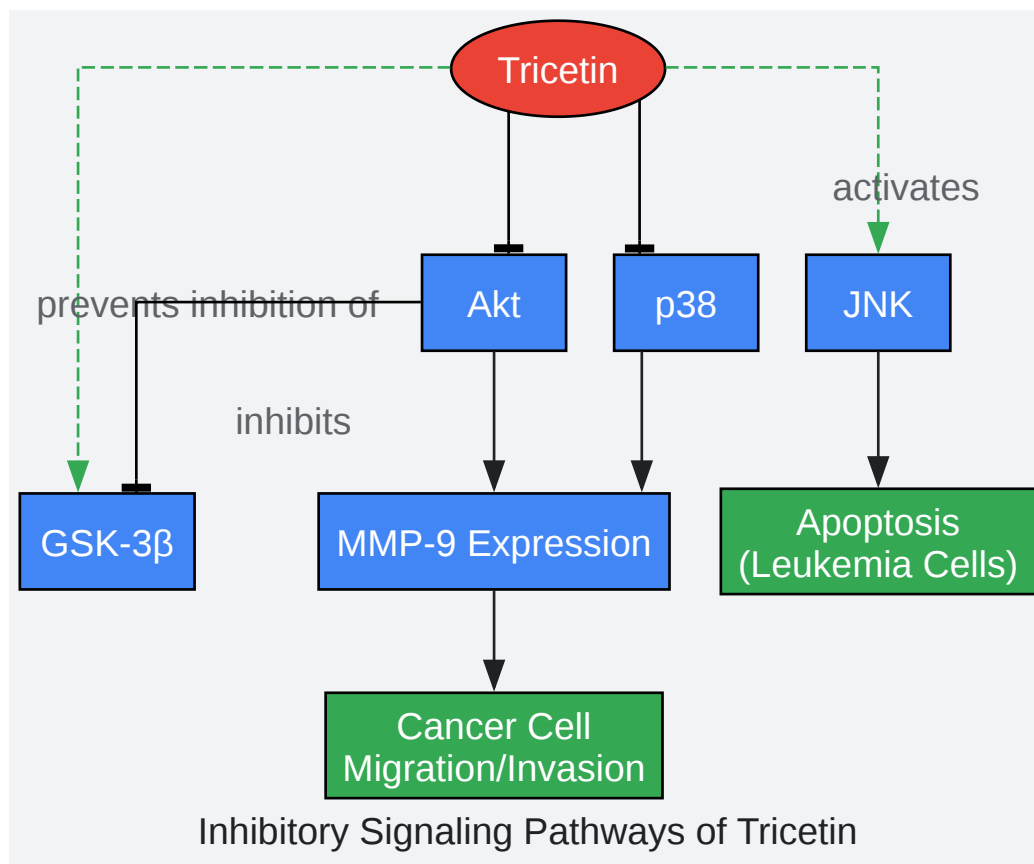 Tricetin
activates
prevents inhibition of
Akt
p38
JNK
inhibits
GSK-3β
MMP-9 Expression
Apoptosis
(Leukemia Cells)
Cancer Cell
Migration/Invasion
Inhibitory Signaling Pathways of Tricetin